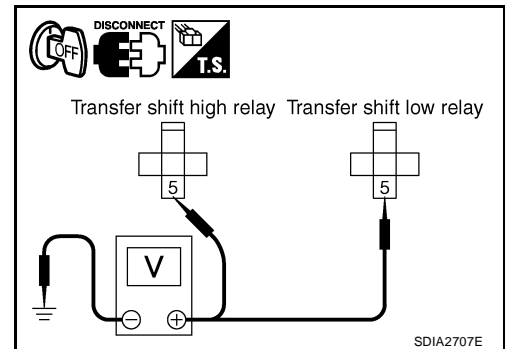 DISCONNECT
OFF
T.S.
Transfer shift high relay Transfer shift low relay
5 5
V
− +
SDIA2707E